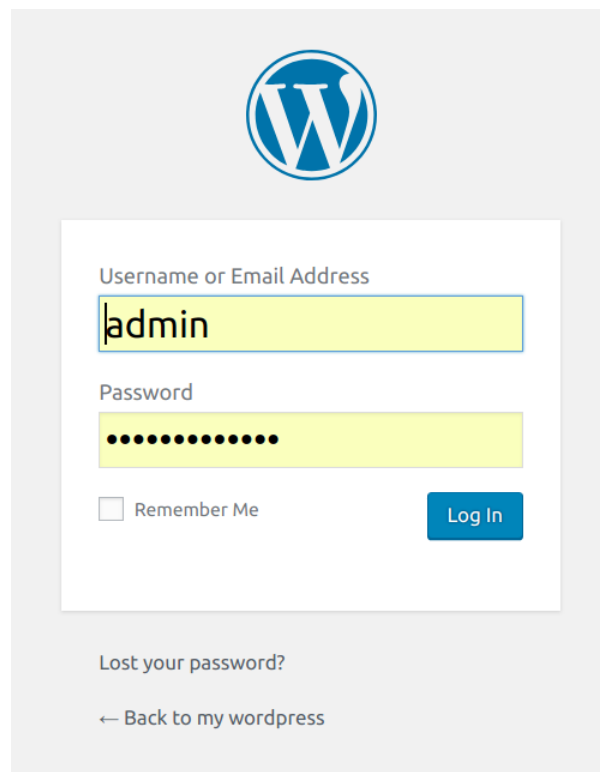 Username or Email Address
admin
Password
•••••••••••••
Remember Me
Log In
Lost your password?
← Back to my wordpress